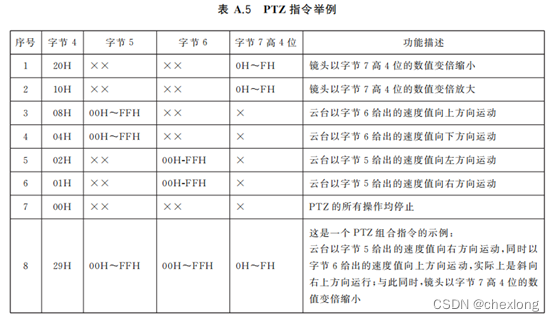 表 A.5 PTZ 指令举例
序号 字节 4 字节 5 字节 6 字节 7 高 4 位 功能描述
1 20H ×× ×× 0H～FH 镜头以字节 7 高 4 位的数值变倍缩小
2 10H ×× ×× 0H～FH 镜头以字节 7 高 4 位的数值变倍放大
3 08H 00H～FFH ×× × 云台以字节 6 给出的速度值向上方向运动
4 04H 00H～FFH ×× × 云台以字节 6 给出的速度值向下方向运动
5 02H ×× 00H-FFH × 云台以字节 5 给出的速度值向左方向运动
6 01H ×× 00H-FFH × 云台以字节 5 给出的速度值向右方向运动
7 00H ×× ×× × PTZ 的所有操作均停止
8 29H 00H～FFH 00H～FFH 0H～FH 这是一个 PTZ 组合指令的示例：
云台以字节 5 给出的速度值向右方向运动，同时以
字节 6 给出的速度值向上方向运动，实际上是斜向
右上方向运行；与此同时，镜头以字节 7 高 4 位的数
值变倍缩小
CSDN @chexlong